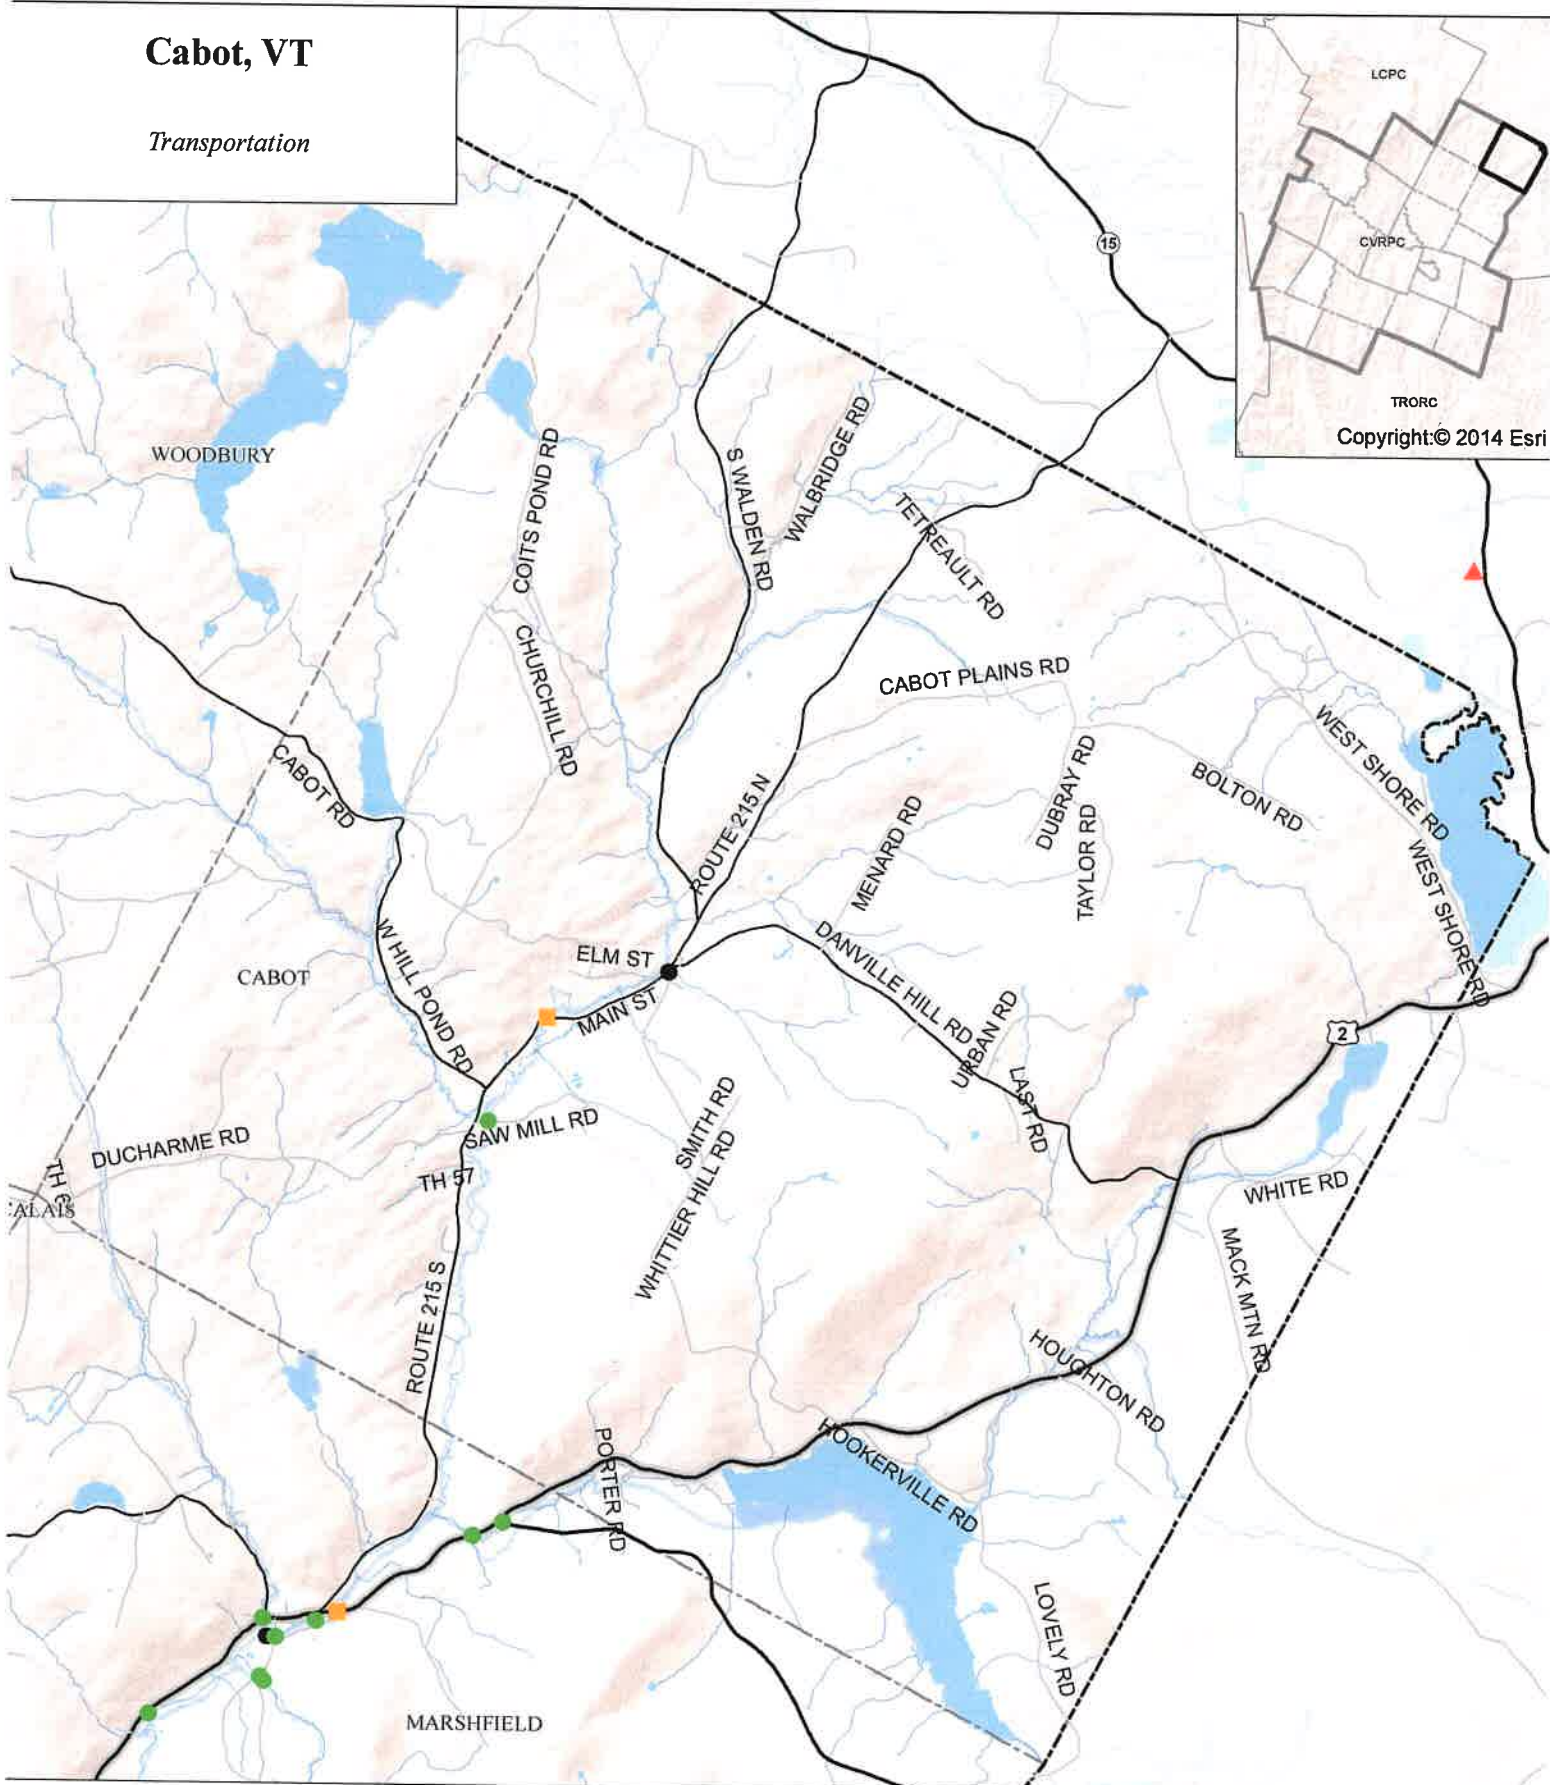 Cabot, VT
Transportation
LCPC
CVRPC
TRORC
Copyright:© 2014 Esri
15
WOODBURY
COITS POND RD
S WALDEN RD
WALBRIDGE RD
TETREAULT RD
CHURCHILL RD
CABOT PLAINS RD
WEST SHORE RD
CABOT RD
ROUTE 215 N
MENARD RD
DUBRAY RD
TAYLOR RD
BOLTON RD
WEST SHORE RD
W HILL POND RD
CABOT
ELM ST
MAIN ST
DANVILLE HILL RD
URBAN RD
LAST RD
2
DUCHARME RD
SAW MILL RD
SMITH RD
TH 57
WHITTIER HILL RD
WHITE RD
MACK MTN RD
TH 6
ALAIS
ROUTE 215 S
HOUGHTON RD
PORTER RD
HOOKERVILLE RD
LOVELY RD
MARSHFIELD